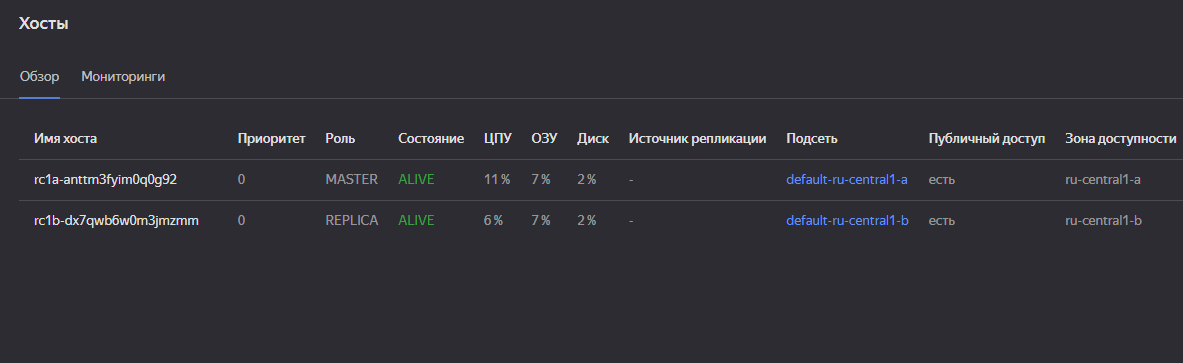 Хосты
Обзор Мониторинги
Имя хоста Приоритет Роль Состояние ЦПУ ОЗУ Диск Источник репликации Подсеть Публичный доступ Зона доступности
rc1a-anttm3fyim0q0g92 0 MASTER ALIVE 11 % 7 % 2 % - default-ru-central1-a есть ru-central1-a
rc1b-dx7qwb6w0m3jmzmm 0 REPLICA ALIVE 6 % 7 % 2 % - default-ru-central1-b есть ru-central1-b